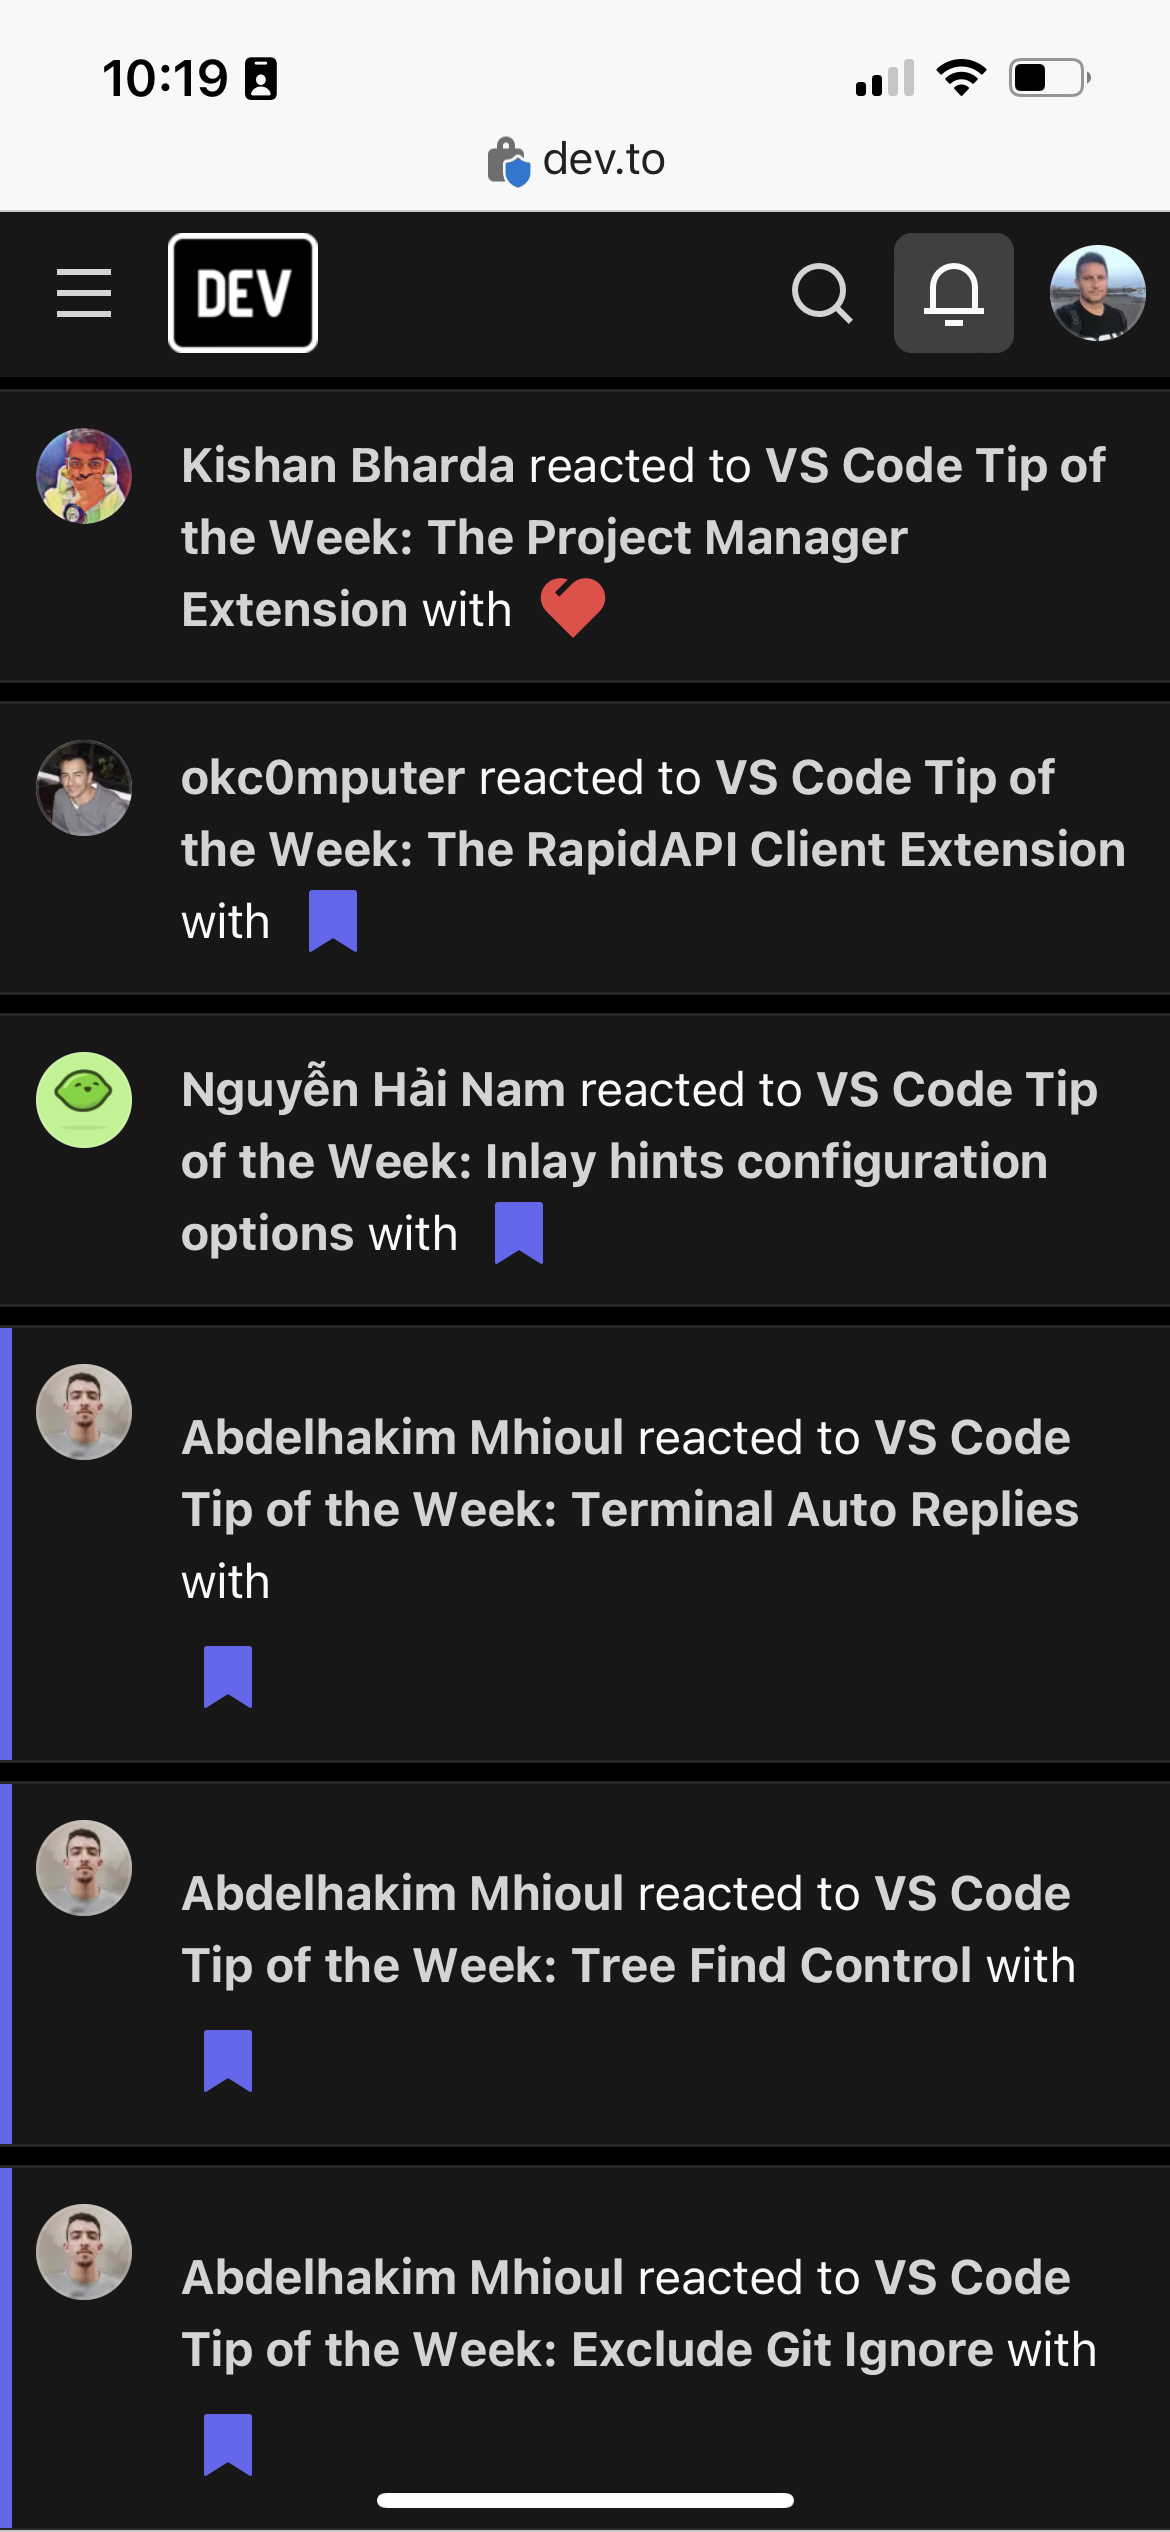 10:19
dev.to
DEV
Kishan Bharda reacted to VS Code Tip of
the Week: The Project Manager
Extension with
okc0mputer reacted to VS Code Tip of
the Week: The RapidAPI Client Extension
with
Nguyễn Hải Nam reacted to VS Code Tip
of the Week: Inlay hints configuration
options with
Abdelhakim Mhioul reacted to VS Code
Tip of the Week: Terminal Auto Replies
with
Abdelhakim Mhioul reacted to VS Code
Tip of the Week: Tree Find Control with
Abdelhakim Mhioul reacted to VS Code
Tip of the Week: Exclude Git Ignore with